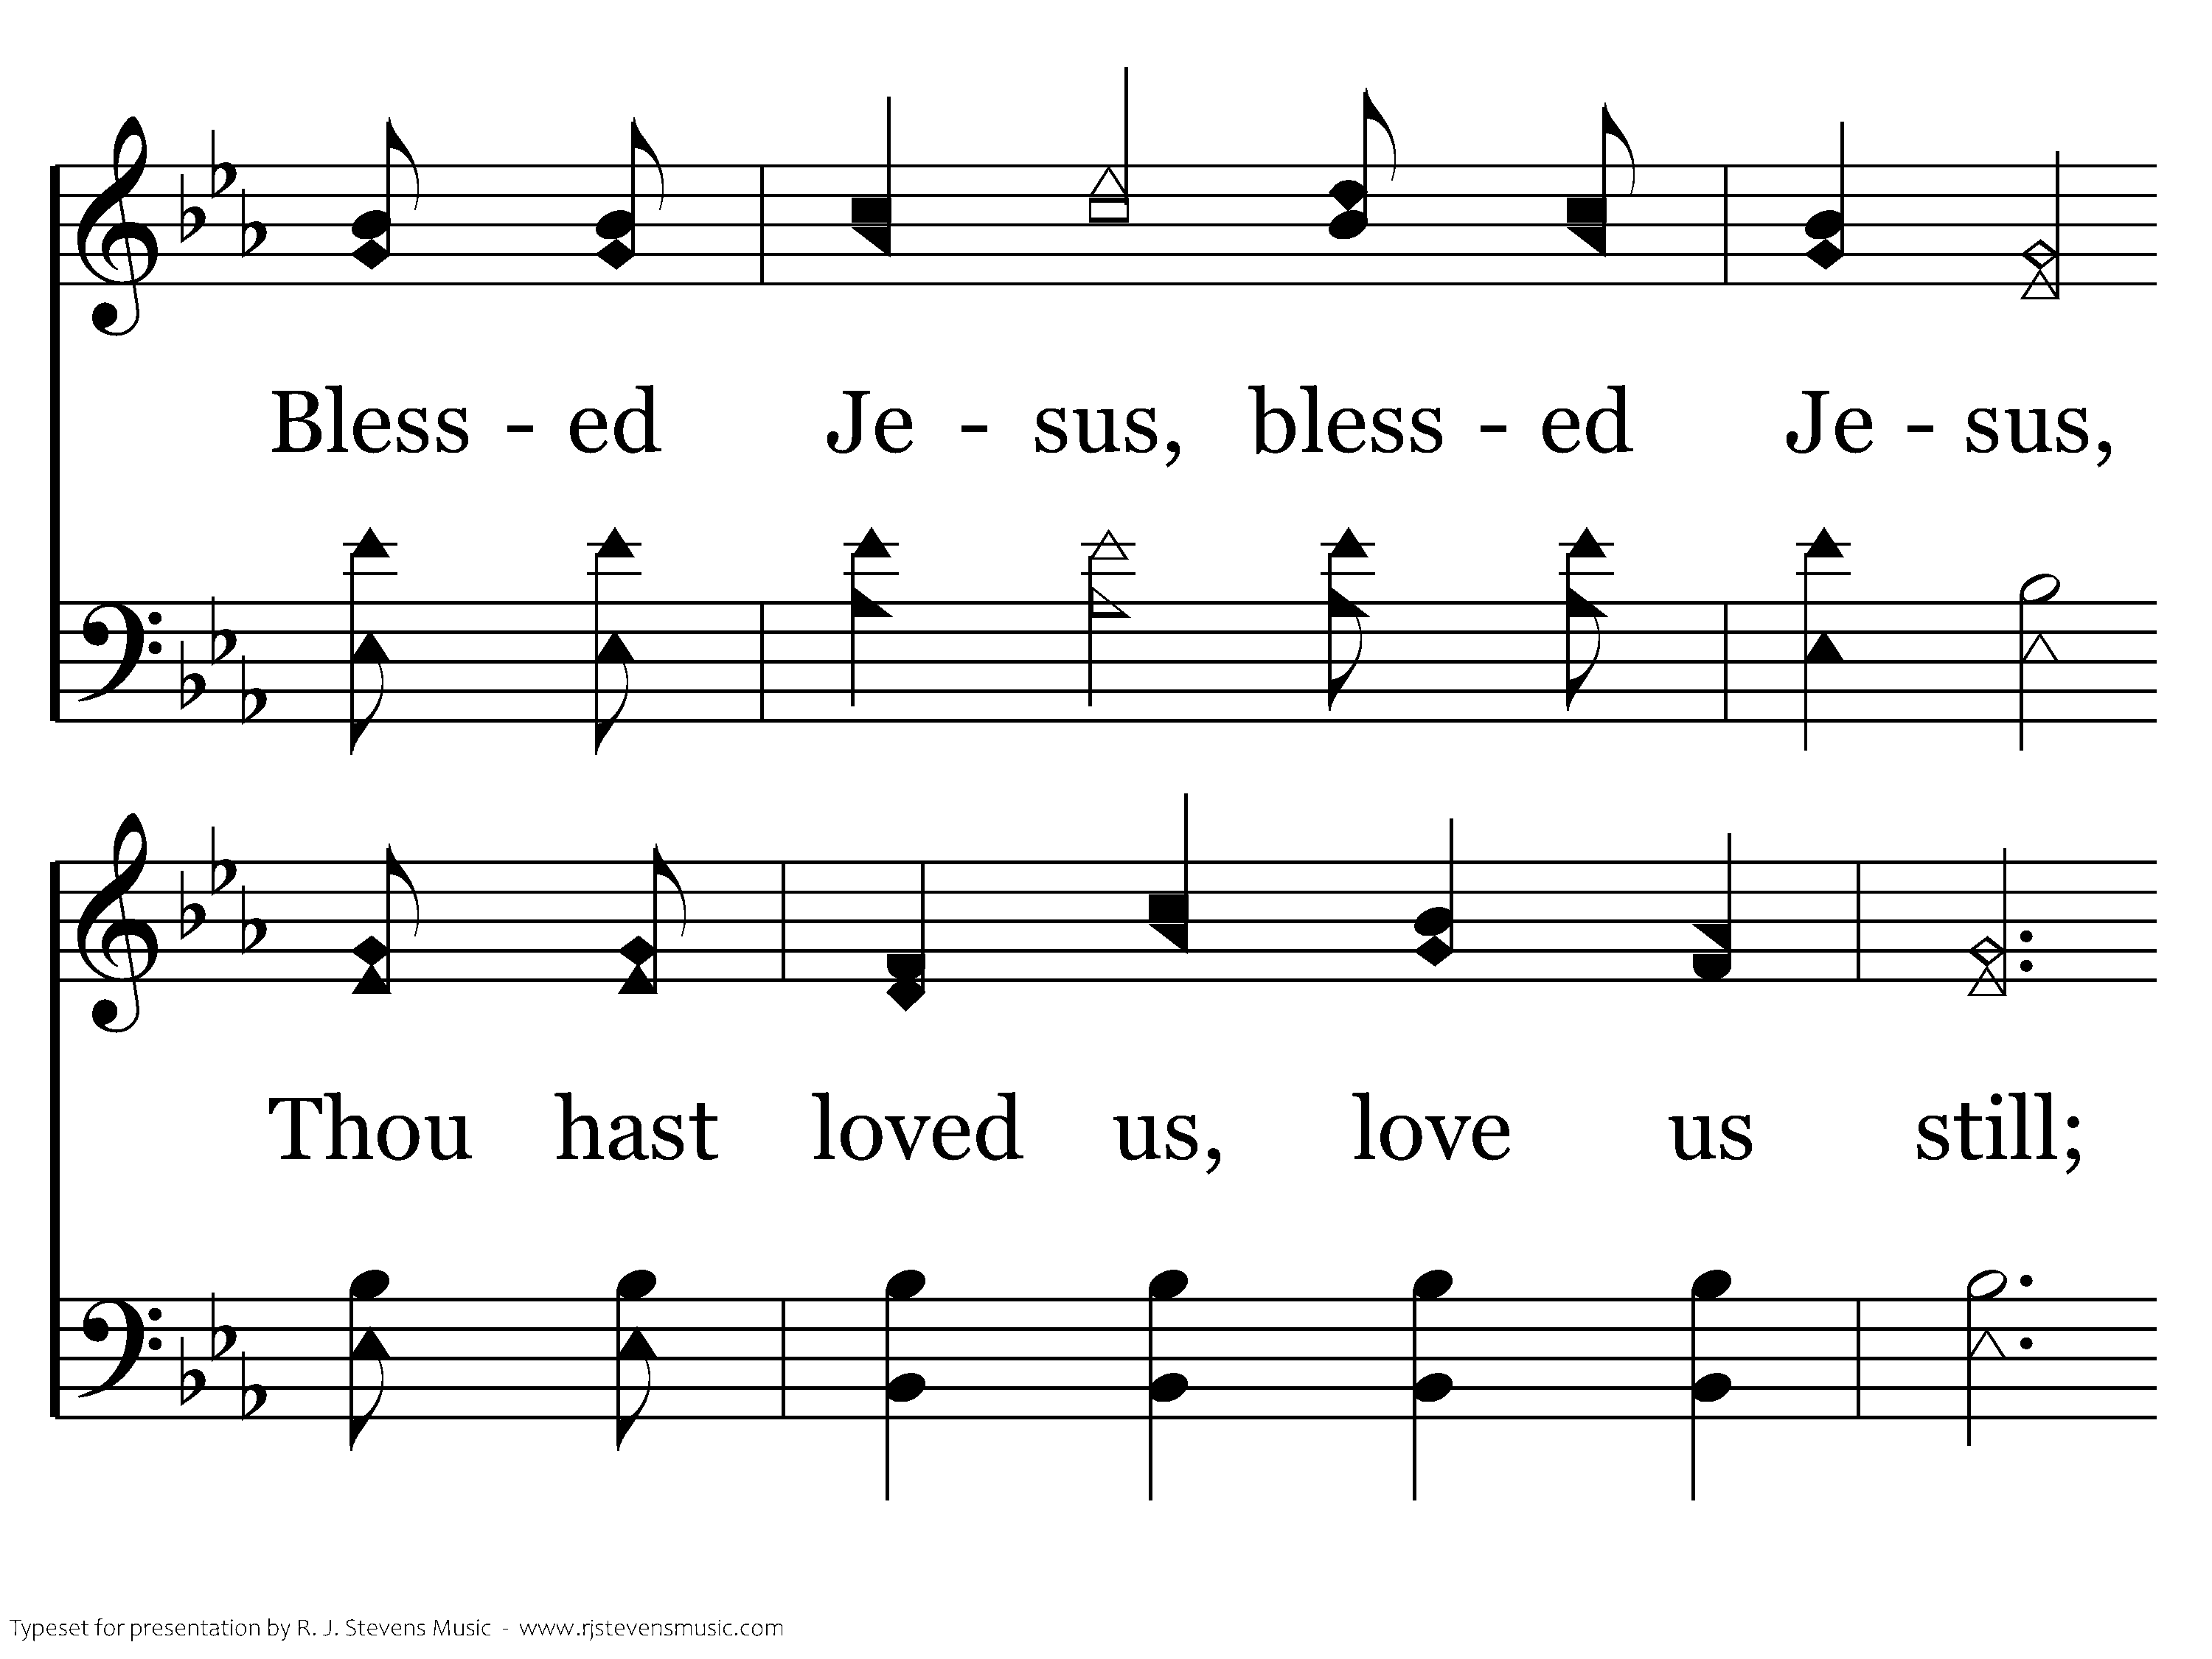 Bless - ed Je - sus, bless - ed Je - sus,
Thou hast loved us, love us still;
Typeset for presentation by R. J. Stevens Music - www.rjstevensmusic.com